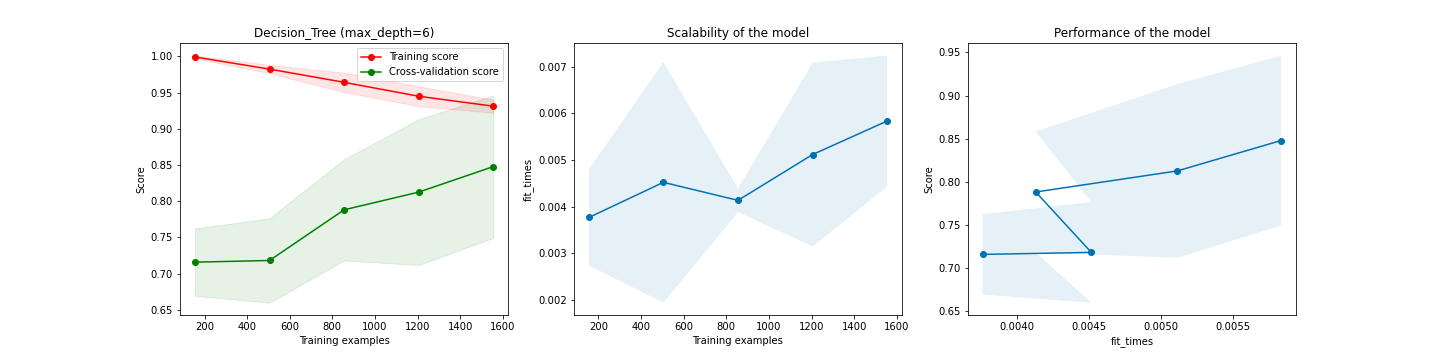 Decision_Tree (max_depth=6)
Training score
Cross-validation score
1.00
0.95
0.90
0.85
0.80
0.75
0.70
0.65
Score
200 400 600 800 1000 1200 1400 1600
Training examples
Scalability of the model
0.007
0.006
0.005
0.004
0.003
0.002
fit_times
200 400 600 800 1000 1200 1400 1600
Training examples
Performance of the model
0.95
0.90
0.85
0.80
0.75
0.70
0.65
Score
0.0040 0.0045 0.0050 0.0055
fit_times